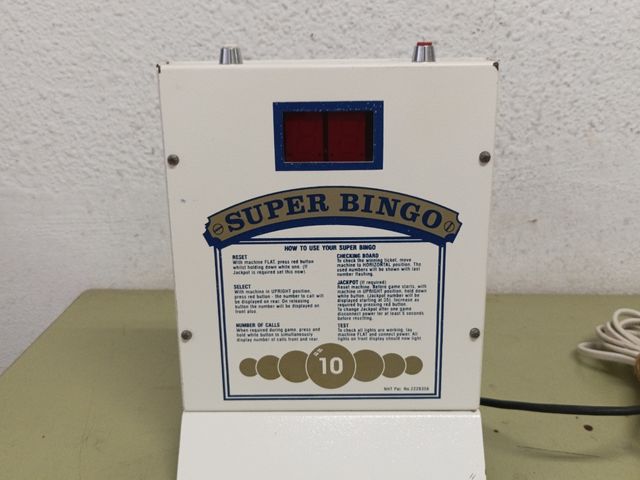 SUPER BINGO
HOW TO USE YOUR SUPER BINGO
RESET
With machine FLAT, press red button
whilst holding down white one. (If
Jackpot is required set this now).
SELECT
With machine in UPRIGHT position,
press red button - the number to call will
be displayed on rear. On releasing
button the number will be displayed on
front also.
NUMBER OF CALLS
When required during game, press and
hold white button to simultaneously
display number of calls front and rear.
CHECKING BOARD
To check the winning ticket, move
machine to HORIZONTAL position. The
used numbers will be shown with last
number flashing.
JACKPOT (if required)
Reset machine. Before game starts, with
machine in UPRIGHT position, hold down
white button. (Jackpot number will be
displayed starting at 35). Increase as
required by pressing red button.
To change Jackpot after one game
disconnect power for at least 5 seconds
before resetting.
TEST
To check all lights are working, lay
machine FLAT and connect power. All
lights on front display should now light
10